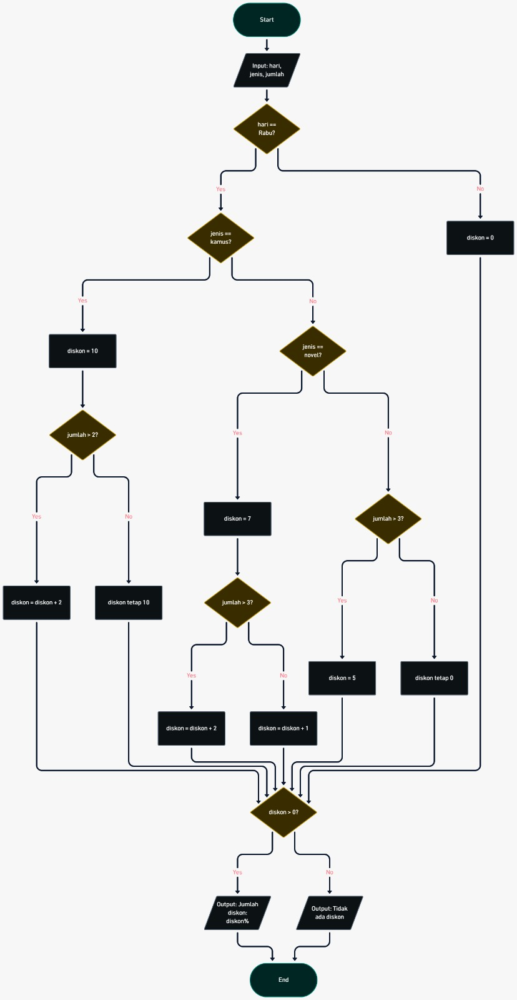 Start
Input: hari,
jenis, jumlah
hari ==
Rabu?
Yes
No
jenis ==
kamus?
diskon = 0
Yes
No
diskon = 10
jenis ==
novel?
jumlah > 2?
Yes
No
Yes
No
diskon = 7
jumlah > 3?
diskon = diskon + 2
diskon tetap 10
jumlah > 3?
Yes
No
Yes
No
diskon = 5
diskon tetap 0
diskon = diskon + 2
diskon = diskon + 1
diskon > 0?
Yes
No
Output: Jumlah
diskon:
diskon%
Output: Tidak
ada diskon
End